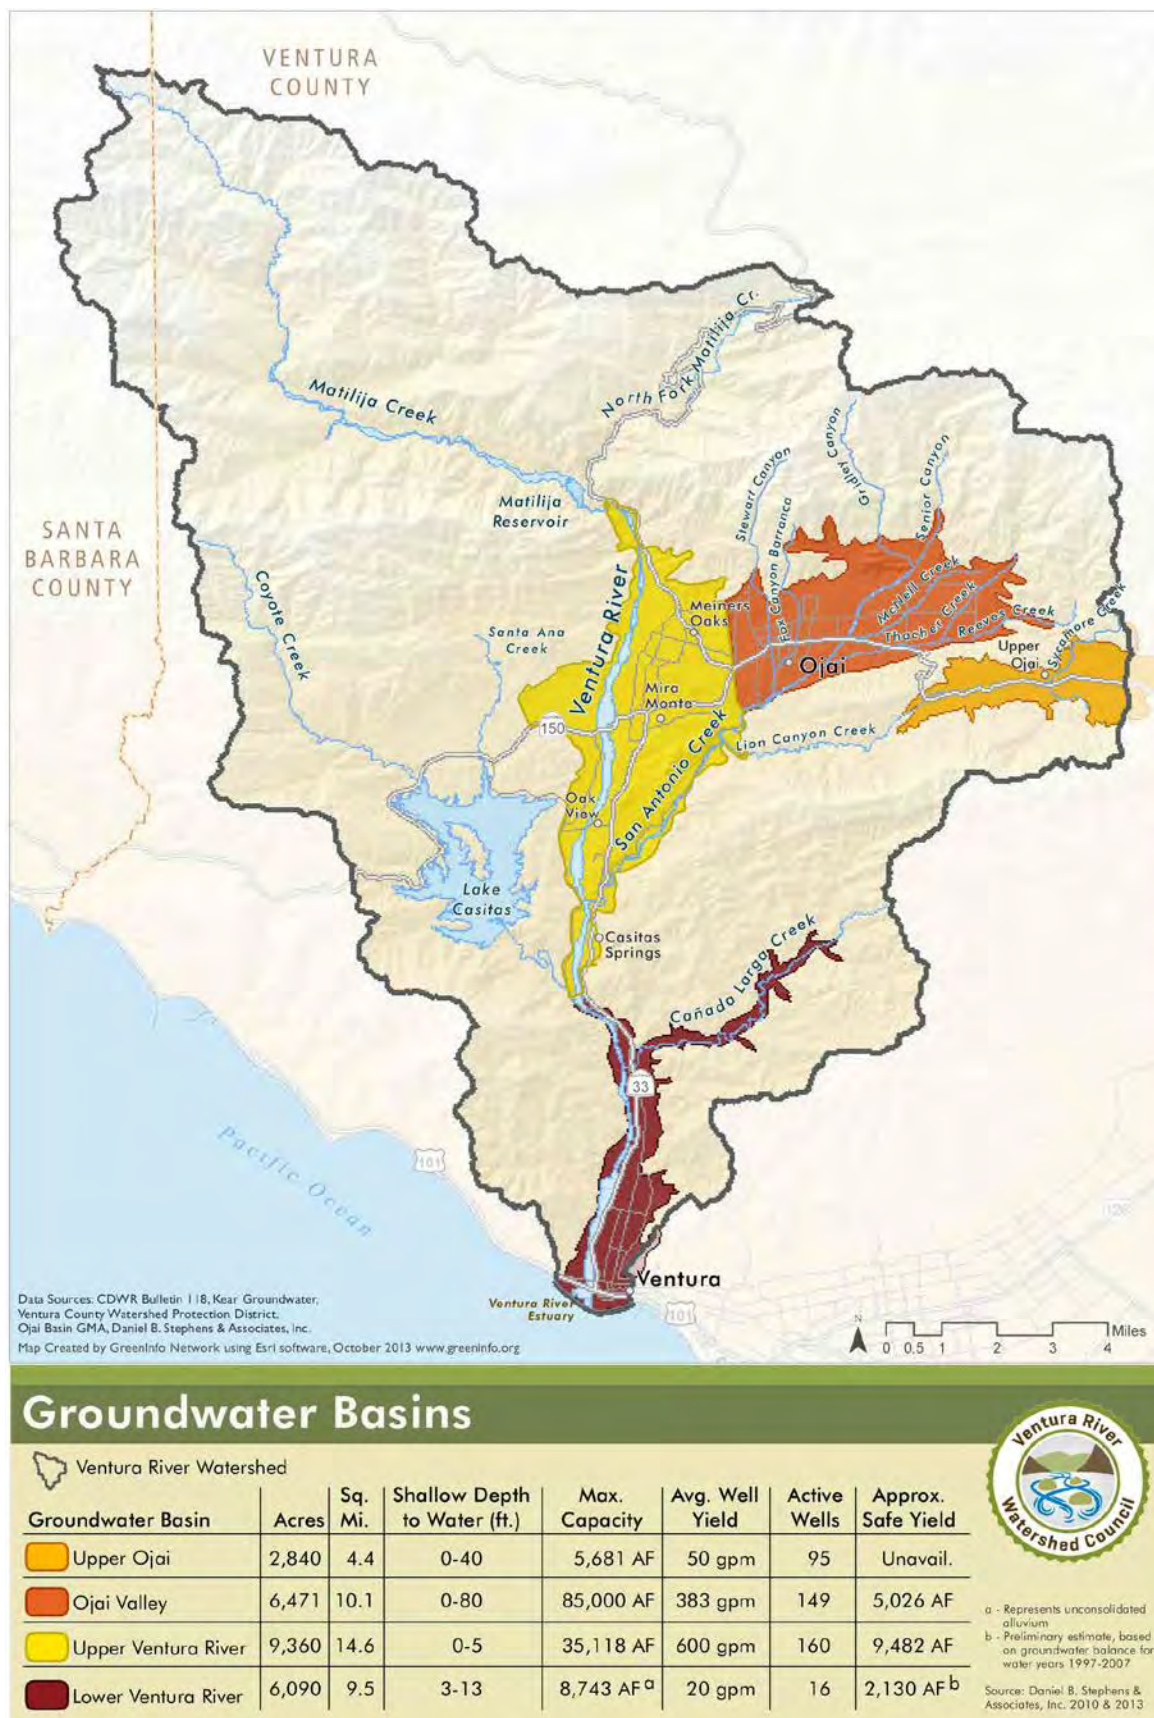 VENTURA
COUNTY
North Fork Matilija Cr.
Matilija Creek
Gridley Canyon
Senior Canyon
Stewart Canyon
Matilija
Reservoir
SANTA
BARBARA
COUNTY
Fox Canyon Barranca
McNell Creek
Thacher Creek
Reeves Creek
Sycamore Creek
Coyote Creek
Ventura River
Meiners
Oaks
Santa Ana
Creek
Upper
Ojai
Ojai
Mira
Monte
150
San Antonio Creek
Lion Canyon Creek
Oak
View
Lake
Casitas
Casitas
Springs
Cañada Larga Creek
33
Pacific Ocean
101
126
Ventura
Ventura River
Estuary
101
Data Sources: CDWR Bulletin 118, Kear Groundwater,
Ventura County Watershed Protection District,
Ojai Basin GMA, Daniel B. Stephens & Associates, Inc.
Map Created by GreenInfo Network using Esri software, October 2013 www.greeninfo.org
N
0 0.5 1 2 3 4 Miles
Groundwater Basins
Ventura River
Watershed Council
Ventura River Watershed
Groundwater Basin Acres Sq. Mi. Shallow Depth to Water (ft.) Max. Capacity Avg. Well Yield Active Wells Approx. Safe Yield
Upper Ojai 2,840 4.4 0-40 5,681 AF 50 gpm 95 Unavail.
Ojai Valley 6,471 10.1 0-80 85,000 AF 383 gpm 149 5,026 AF
Upper Ventura River 9,360 14.6 0-5 35,118 AF 600 gpm 160 9,482 AF
Lower Ventura River 6,090 9.5 3-13 8,743 AF a 20 gpm 16 2,130 AF b
a - Represents unconsolidated
alluvium
b - Preliminary estimate, based
on groundwater balance for
water years 1997-2007
Source: Daniel B. Stephens &
Associates, Inc. 2010 & 2013